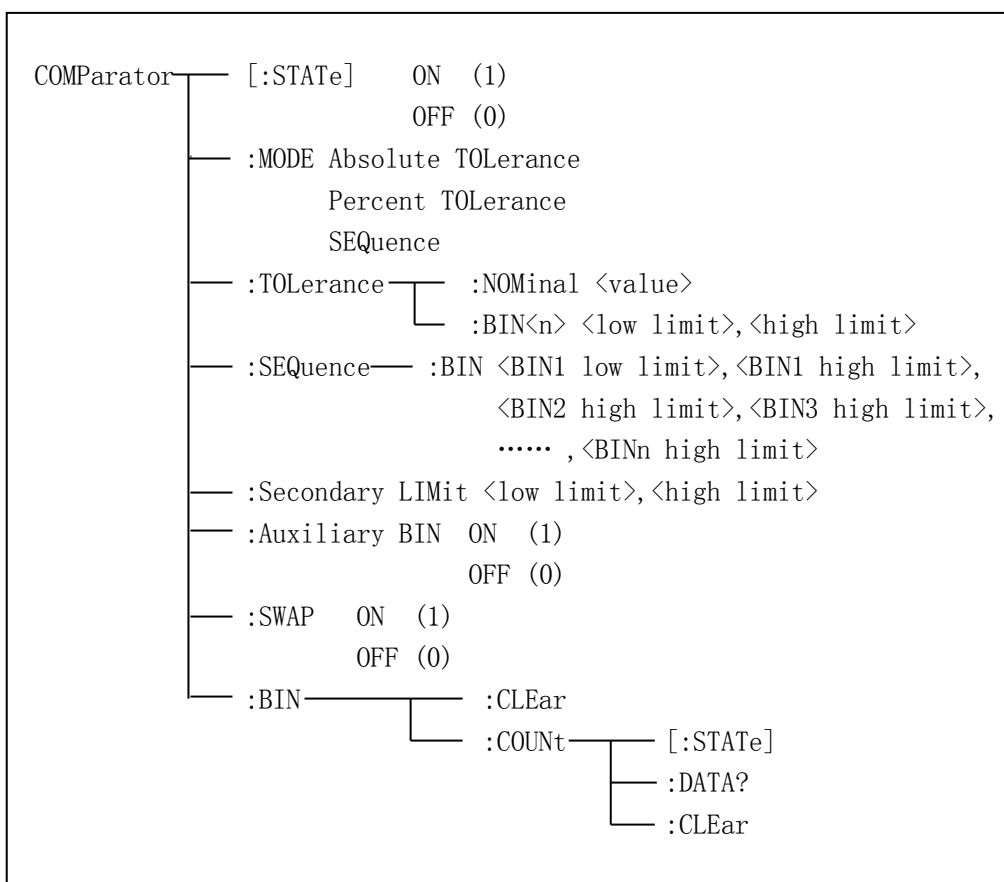 COMParator [:STATe] ON (1)
OFF (0)
:MODE Absolute TOLerance
Percent TOLerance
SEQuence
:TOLerance :NOMinal <value>
:BIN<n> <low limit>,<high limit>
:SEQuence :BIN <BIN1 low limit>,<BIN1 high limit>,
<BIN2 high limit>,<BIN3 high limit>,
…… ,<BINn high limit>
:Secondary LIMit <low limit>,<high limit>
:Auxiliary BIN ON (1)
OFF (0)
:SWAP ON (1)
OFF (0)
:BIN :CLEar
:COUNt [:STATe]
:DATA?
:CLEar